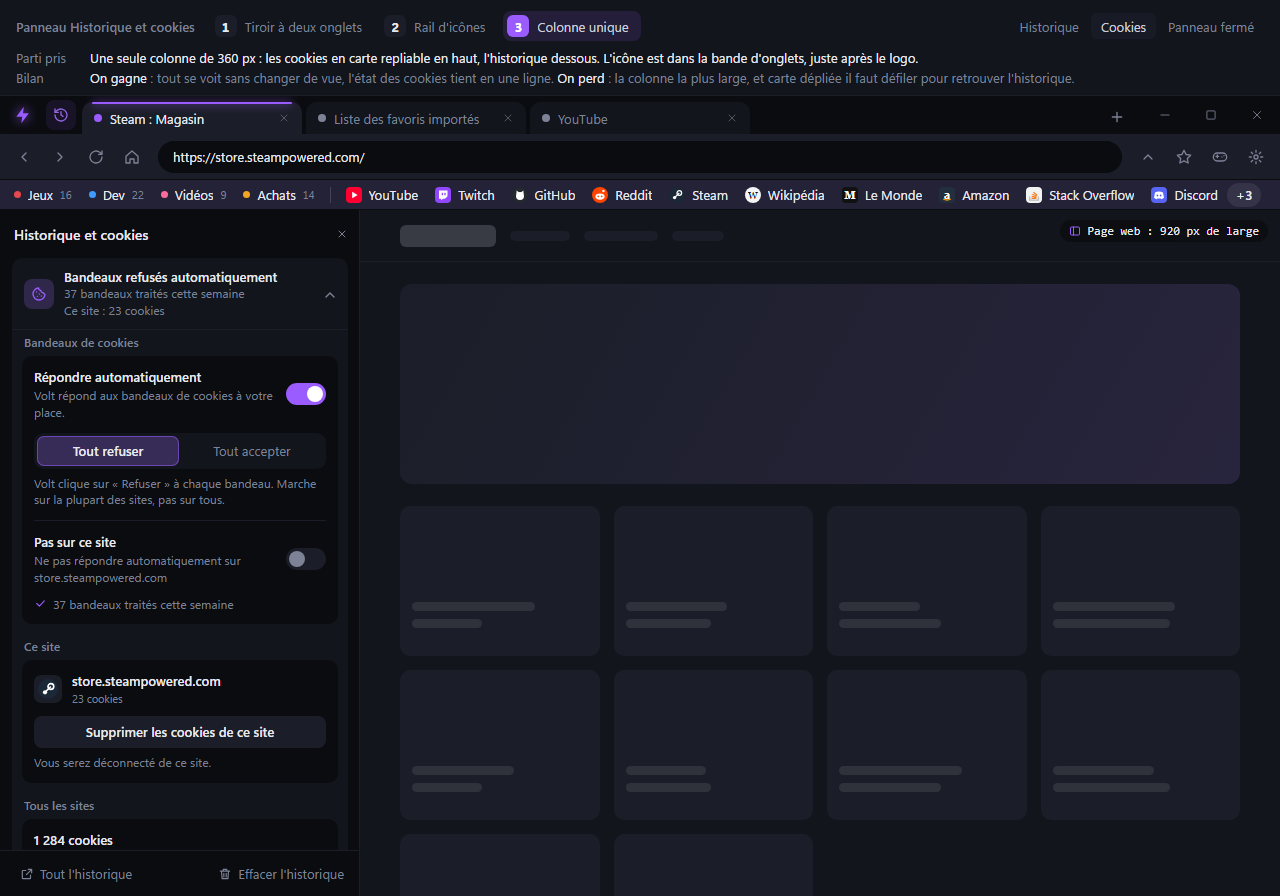 Panneau Historique et cookies 1 Tiroir à deux onglets 2 Rail d'icônes 3 Colonne unique Historique Cookies Panneau fermé
Parti pris Une seule colonne de 360 px : les cookies en carte repliable en haut, l'historique dessous. L'icône est dans la bande d'onglets, juste après le logo.
Bilan On gagne : tout se voit sans changer de vue, l'état des cookies tient en une ligne. On perd : la colonne la plus large, et carte dépliée il faut défiler pour retrouver l'historique.
Steam : Magasin Liste des favoris importés YouTube
https://store.steampowered.com/
Jeux 16 Dev 22 Vidéos 9 Achats 14 YouTube Twitch GitHub Reddit Steam W Wikipédia M Le Monde a Amazon Stack Overflow Discord +3
Historique et cookies
Page web : 920 px de large
Bandeaux refusés automatiquement
37 bandeaux traités cette semaine
Ce site : 23 cookies
Bandeaux de cookies
Répondre automatiquement
Volt répond aux bandeaux de cookies à votre
place.
Tout refuser Tout accepter
Volt clique sur « Refuser » à chaque bandeau. Marche
sur la plupart des sites, pas sur tous.
Pas sur ce site
Ne pas répondre automatiquement sur
store.steampowered.com
37 bandeaux traités cette semaine
Ce site
store.steampowered.com
23 cookies
Supprimer les cookies de ce site
Vous serez déconnecté de ce site.
Tous les sites
1 284 cookies
Tout l'historique Effacer l'historique